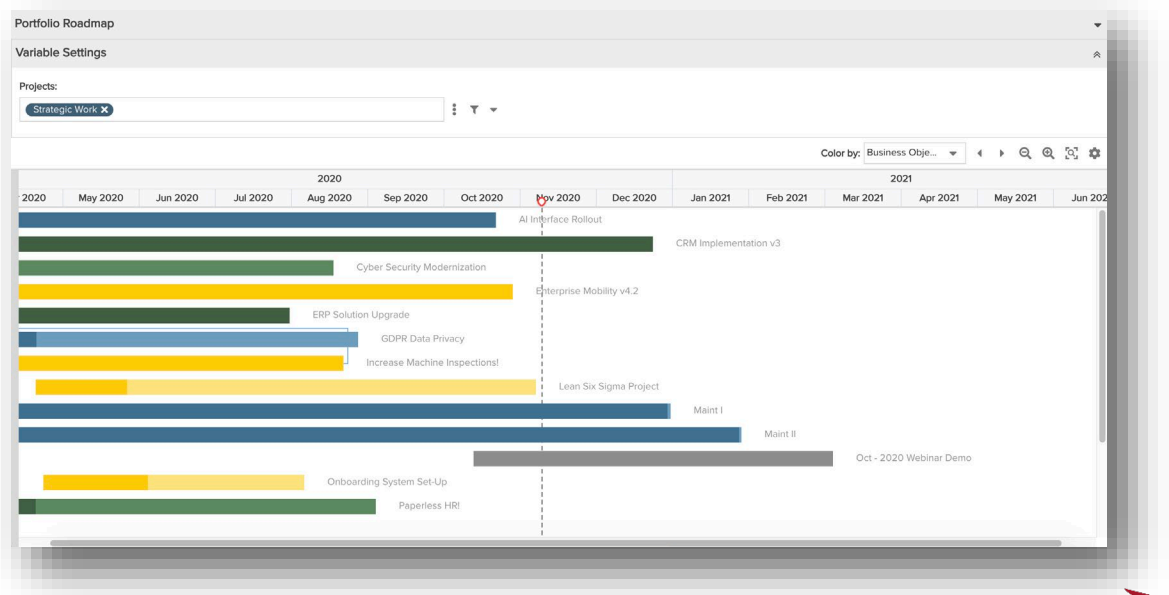 Portfolio Roadmap
Variable Settings
Projects:
Strategic Work
Color by: Business Obje...
2020 2021
2020 May 2020 Jun 2020 Jul 2020 Aug 2020 Sep 2020 Oct 2020 Nov 2020 Dec 2020 Jan 2021 Feb 2021 Mar 2021 Apr 2021 May 2021 Jun 202
AI Interface Rollout
CRM Implementation v3
Cyber Security Modernization
Enterprise Mobility v4.2
ERP Solution Upgrade
GDPR Data Privacy
Increase Machine Inspections!
Lean Six Sigma Project
Maint I
Maint II
Oct - 2020 Webinar Demo
Onboarding System Set-Up
Paperless HR!